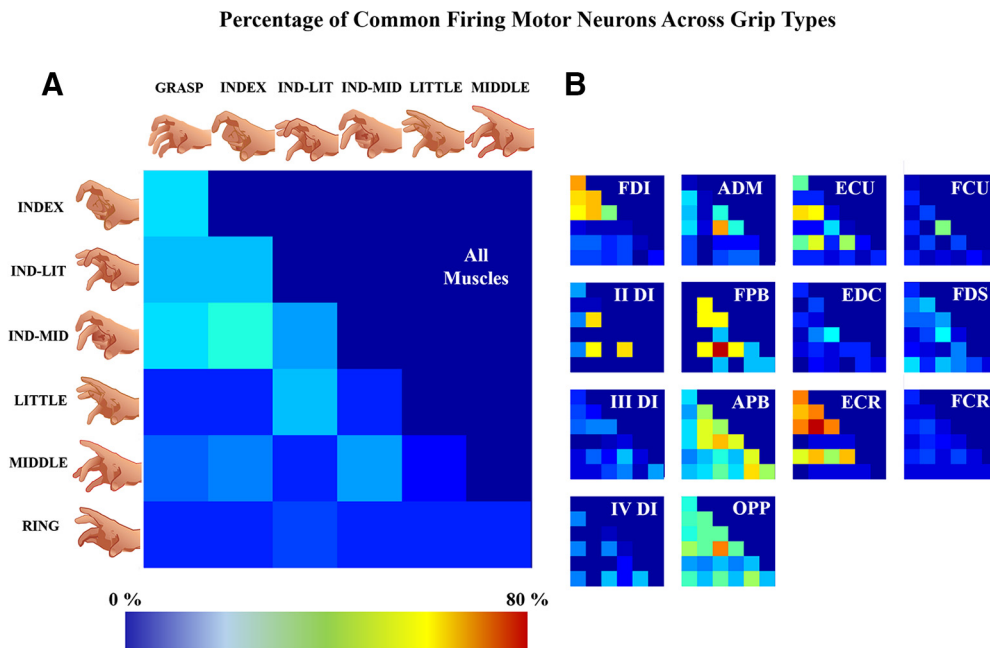 Percentage of Common Firing Motor Neurons Across Grip Types
A
B
GRASP INDEX IND-LIT IND-MID LITTLE MIDDLE
INDEX
IND-LIT
IND-MID
LITTLE
MIDDLE
RING
All
Muscles
0 %
80 %
FDI ADM ECU FCU
II DI FPB EDC FDS
III DI APB ECR FCR
IV DI OPP